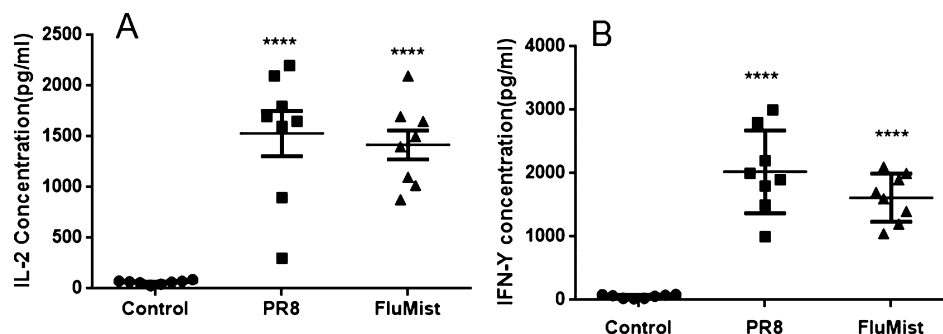 A
IL-2 Concentration(pg/ml)
2500
2000
1500
1000
500
0
****
****
Control
PR8
FluMist
B
IFN-Y concentration(pg/ml)
4000
3000
2000
1000
0
****
****
Control
PR8
FluMist